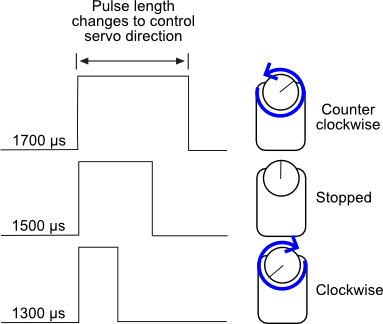 Pulse length
changes to control
servo direction
1700 µs
Counter
clockwise
1500 µs
Stopped
1300 µs
Clockwise